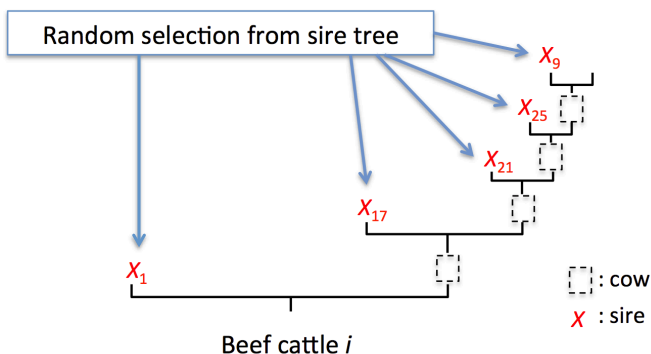 Random selection from sire tree
X9
X25
X21
X17
X1
: cow
X : sire
Beef cattle i